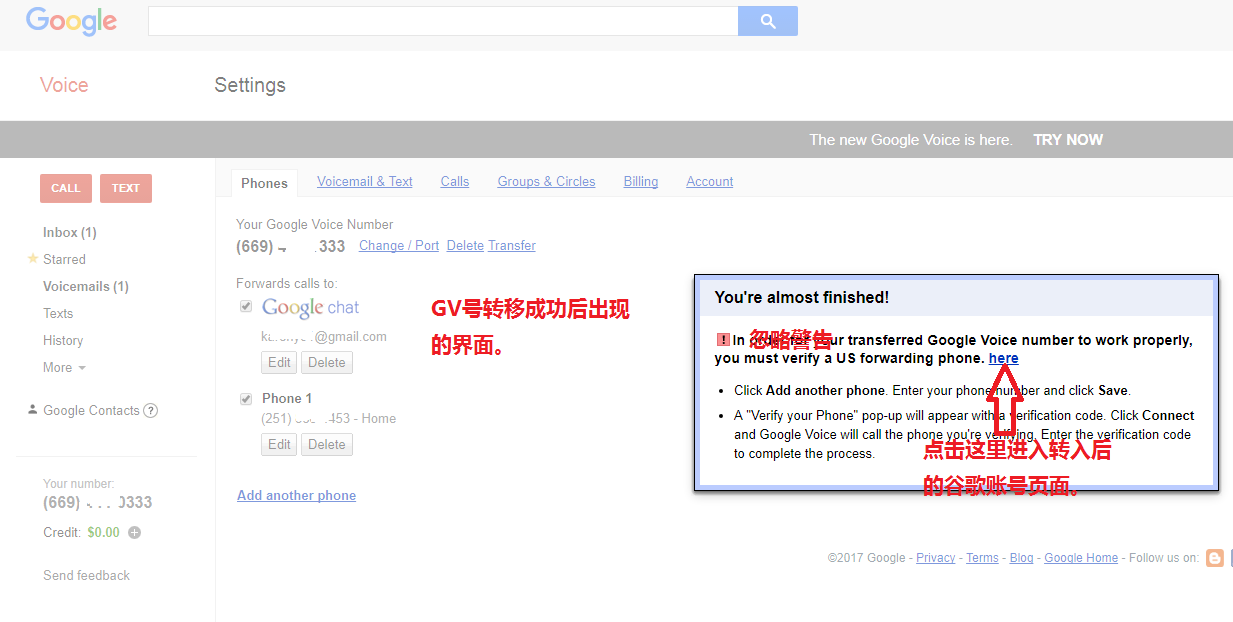 Google
Voice
Settings
The new Google Voice is here. TRY NOW
CALL TEXT
Inbox (1)
Starred
Voicemails (1)
Texts
History
More
Google Contacts ?
Your number:
(669) 0333
Credit: $0.00
Send feedback
Phones Voicemail & Text Calls Groups & Circles Billing Account
Your Google Voice Number
(669) 333 Change / Port Delete Transfer
Forwards calls to:
Google chat
@gmail.com
Edit Delete
Phone 1
(251) 453 - Home
Edit Delete
Add another phone
GV号转移成功后出现
的界面。
You're almost finished!
忽略警告
In order for your transferred Google Voice number to work properly,
you must verify a US forwarding phone. here
Click Add another phone. Enter your phone number and click Save.
A "Verify your Phone" pop-up will appear with a verification code. Click Connect
and Google Voice will call the phone you're verifying. Enter the verification code
to complete the process.
点击这里进入转入后
的谷歌账号页面。
©2017 Google - Privacy - Terms - Blog - Google Home - Follow us on: